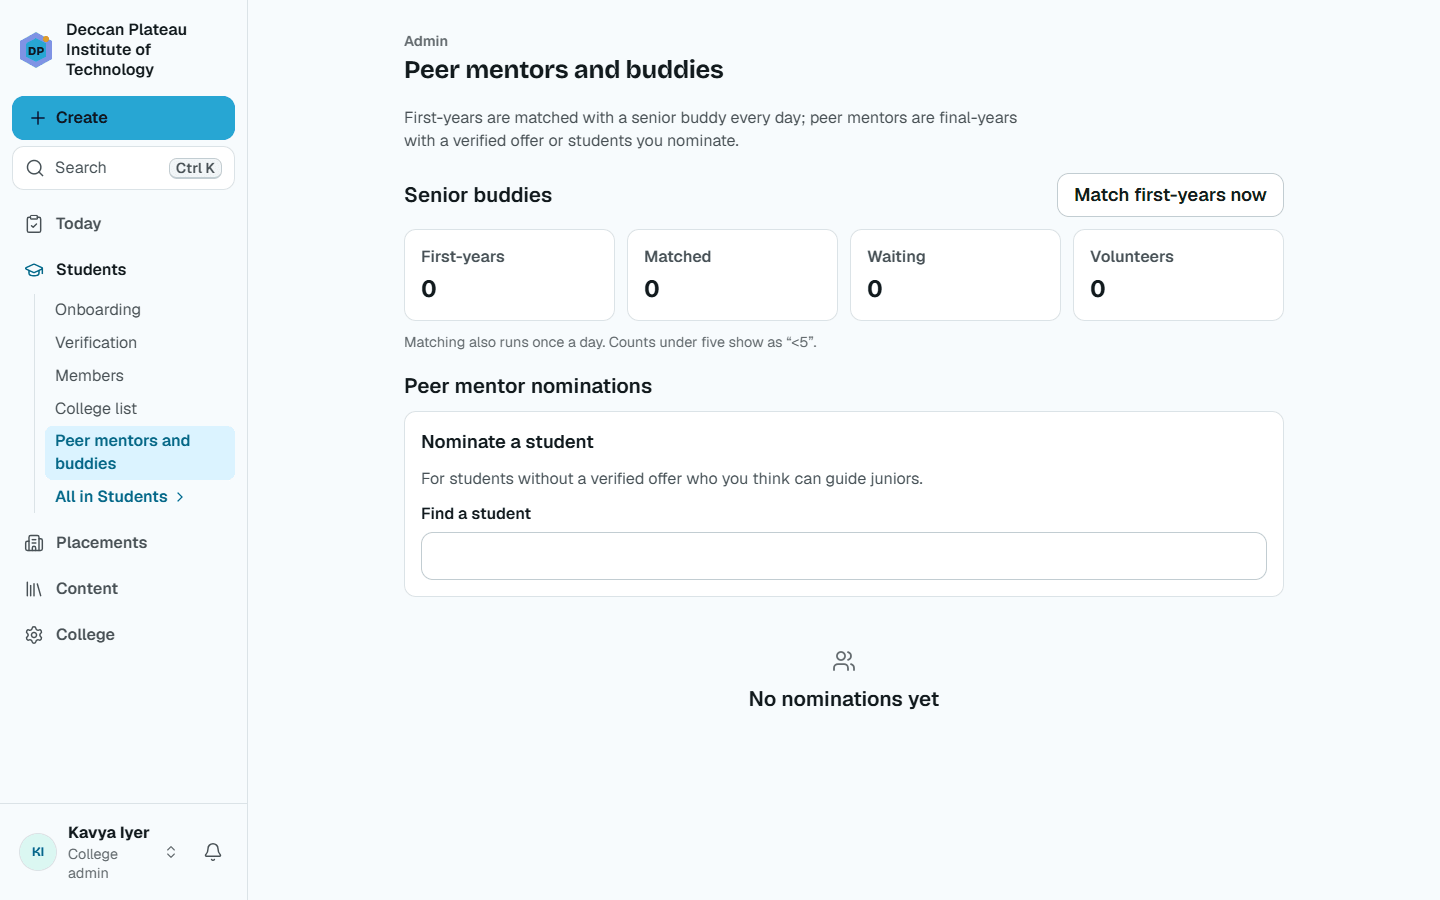 DP
Deccan Plateau
Institute of
Technology
Create
Search
Ctrl K
Today
Students
Onboarding
Verification
Members
College list
Peer mentors and
buddies
All in Students
Placements
Content
College
KI
Kavya Iyer
College
admin
Admin
Peer mentors and buddies
First-years are matched with a senior buddy every day; peer mentors are final-years
with a verified offer or students you nominate.
Senior buddies
Match first-years now
First-years
0
Matched
0
Waiting
0
Volunteers
0
Matching also runs once a day. Counts under five show as “<5”.
Peer mentor nominations
Nominate a student
For students without a verified offer who you think can guide juniors.
Find a student
No nominations yet